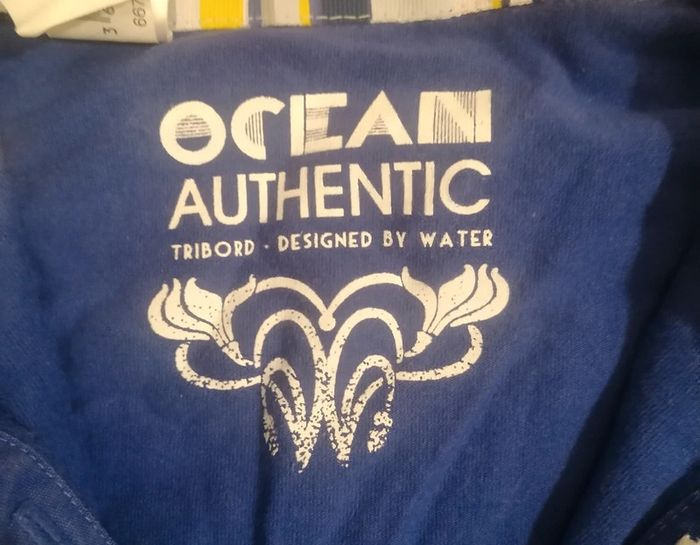 OCEAN
AUTHENTIC
TRIBORD · DESIGNED BY WATER